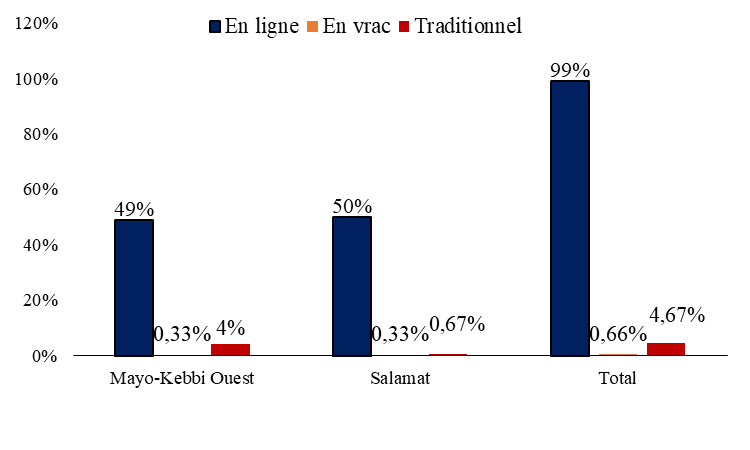 120%
En ligne En vrac Traditionnel
100%
80%
60%
40%
20%
0%
49% 0,33% 4%
50% 0,33% 0,67%
99% 0,66% 4,67%
Mayo-Kebbi Ouest Salamat Total